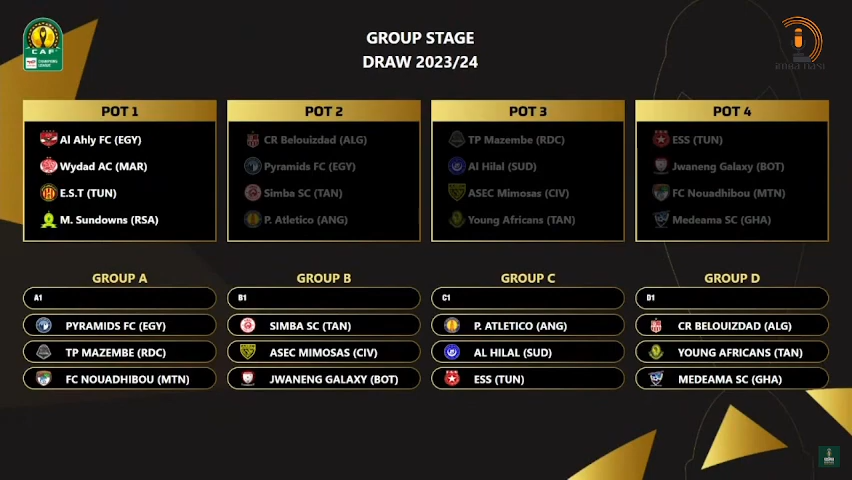 CAF
GROUP STAGE
DRAW 2023/24
POT 1
Al Ahly FC (EGY)
Wydad AC (MAR)
E.S.T (TUN)
M. Sundowns (RSA)
POT 2
CR Belouizdad (ALG)
Pyramids FC (EGY)
Simba SC (TAN)
P. Atletico (ANG)
POT 3
TP Mazembe (RDC)
Al Hilal (SUD)
ASEC Mimosas (CIV)
Young Africans (TAN)
POT 4
ESS (TUN)
Jwaneng Galaxy (BOT)
FC Nouadhibou (MTN)
Medeama SC (GHA)
GROUP A
A1
PYRAMIDS FC (EGY)
TP MAZEMBE (RDC)
FC NOUADHIBOU (MTN)
GROUP B
B1
SIMBA SC (TAN)
ASEC MIMOSAS (CIV)
JWANENG GALAXY (BOT)
GROUP C
C1
P. ATLETICO (ANG)
AL HILAL (SUD)
ESS (TUN)
GROUP D
D1
CR BELOUIZDAD (ALG)
YOUNG AFRICANS (TAN)
MEDEAMA SC (GHA)